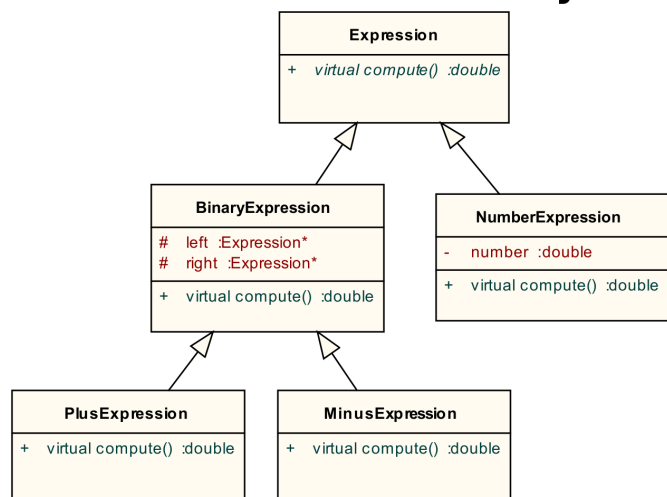 Expression
+ virtual compute() :double
BinaryExpression
# left :Expression*
# right :Expression*
+ virtual compute() :double
NumberExpression
- number :double
+ virtual compute() :double
PlusExpression
+ virtual compute() :double
MinusExpression
+ virtual compute() :double